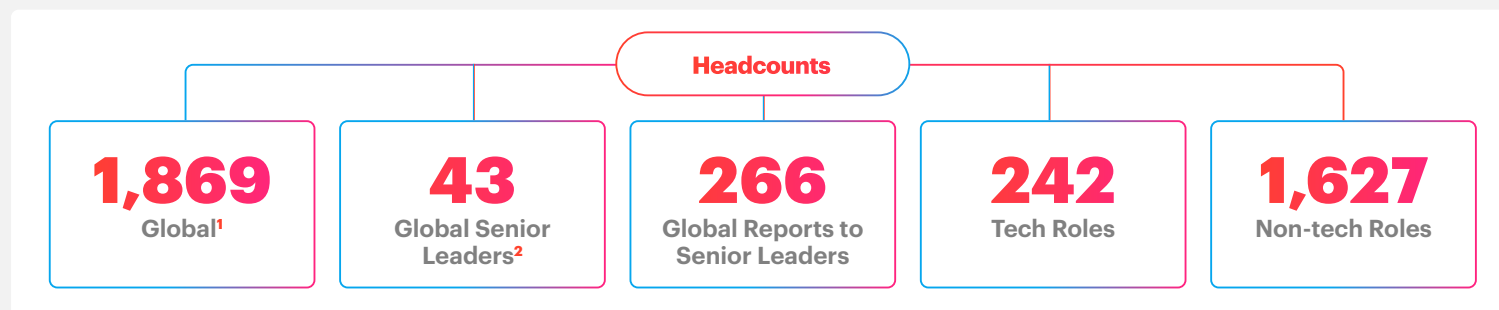 Headcounts
1,869
Global¹
43
Global Senior
Leaders²
266
Global Reports to
Senior Leaders
242
Tech Roles
1,627
Non-tech Roles